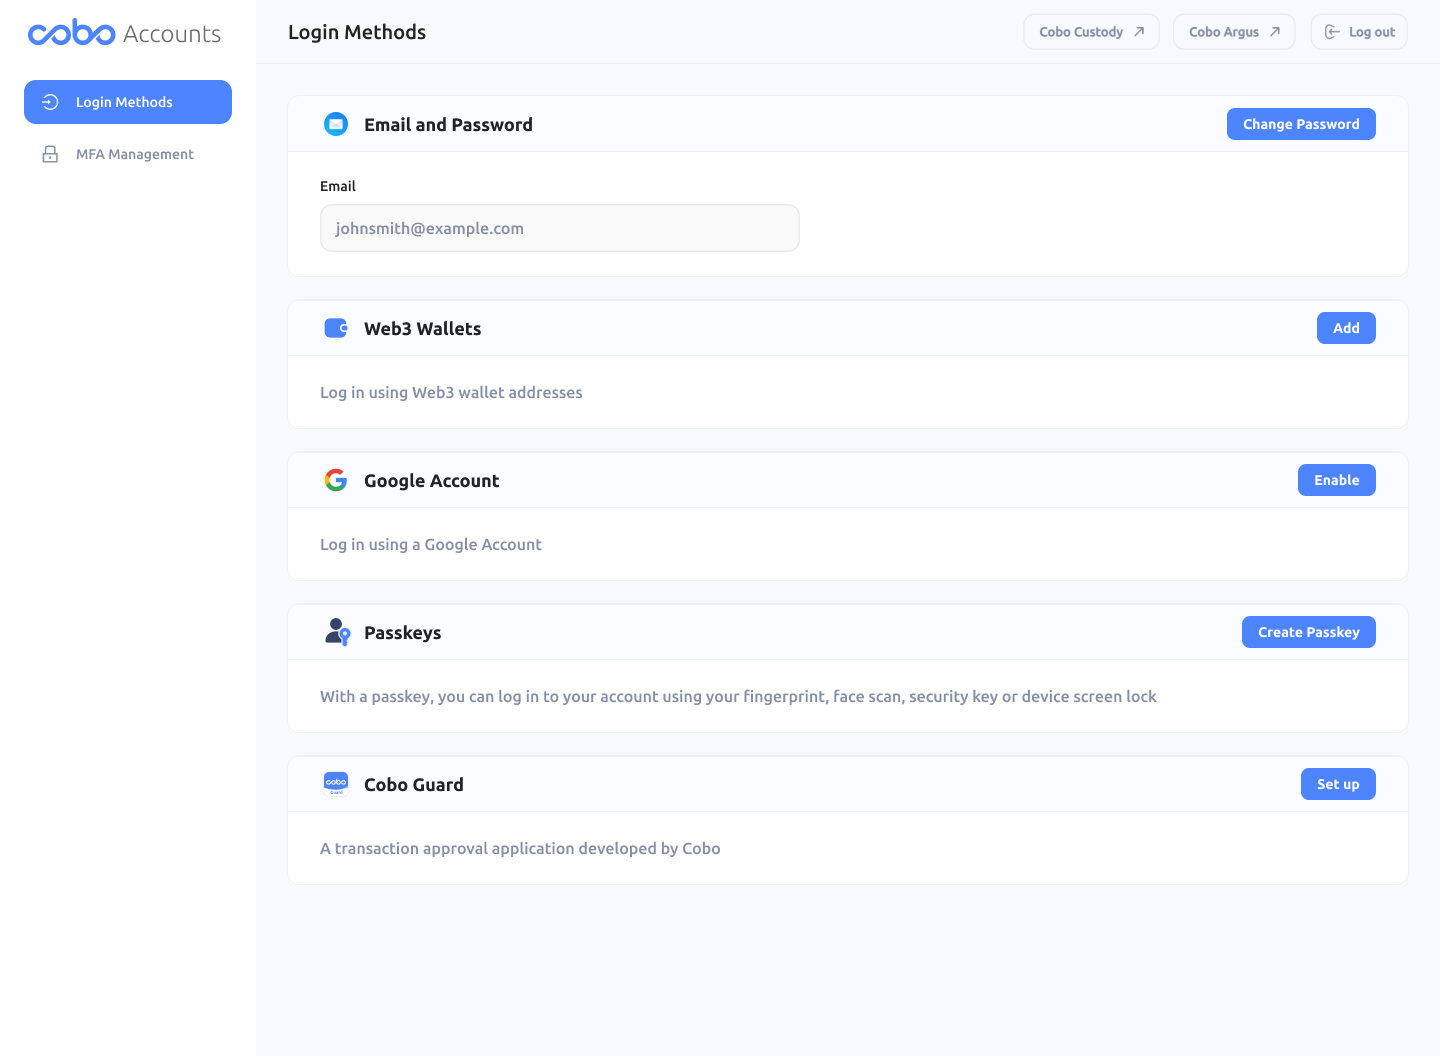 cobo Accounts
Login Methods
MFA Management
Login Methods
Cobo Custody
Cobo Argus
Log out
Email and Password
Change Password
Email
johnsmith@example.com
Web3 Wallets
Add
Log in using Web3 wallet addresses
Google Account
Enable
Log in using a Google Account
Passkeys
Create Passkey
With a passkey, you can log in to your account using your fingerprint, face scan, security key or device screen lock
cobo
Guard
Cobo Guard
Set up
A transaction approval application developed by Cobo